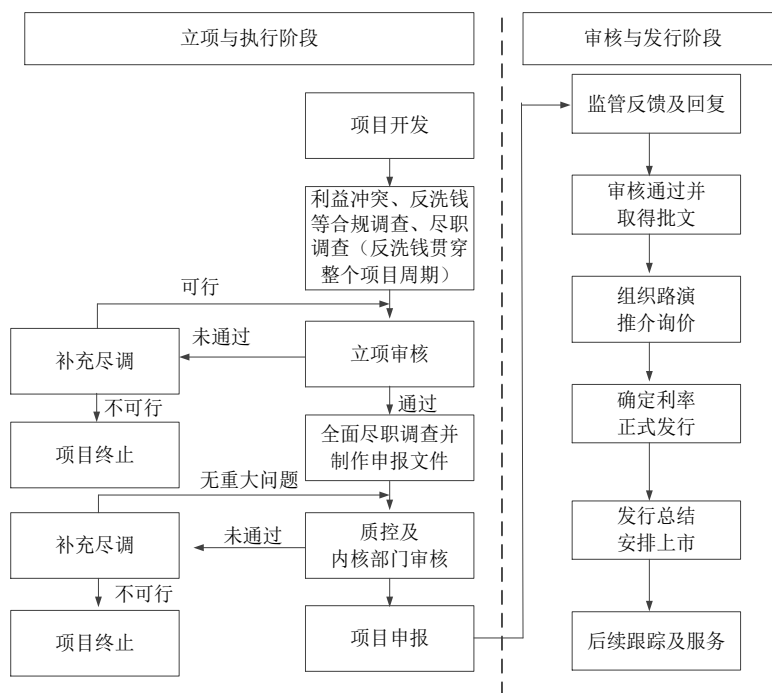 立项与执行阶段
项目开发
利益冲突、反洗钱
等合规调查、尽职
调查（反洗钱贯穿
整个项目周期）
可行
立项审核
未通过
补充尽调
不可行
项目终止
通过
全面尽职调查并
制作申报文件
无重大问题
质控及
内核部门审核
未通过
补充尽调
不可行
项目终止
项目申报
审核与发行阶段
监管反馈及回复
审核通过并
取得批文
组织路演
推介询价
确定利率
正式发行
发行总结
安排上市
后续跟踪及服务